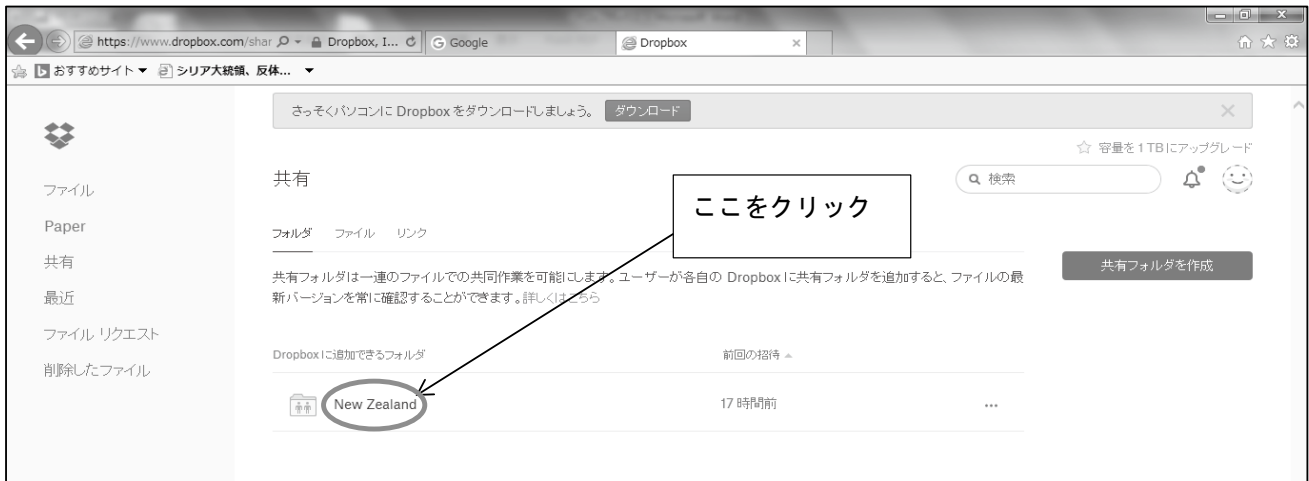 https://www.dropbox.com/shar
Dropbox, I...
Google
Dropbox
おすすめサイト
シリア大統領、反体...
さっそくパソコンに Dropbox をダウンロードしましょう。
ダウンロード
容量を 1 TB にアップグレード
共有
検索
ファイル
Paper
共有
最近
ファイル リクエスト
削除したファイル
ここをクリック
フォルダ ファイル リンク
共有フォルダは一連のファイルでの共同作業を可能にします。ユーザーが各自の Dropbox に共有フォルダを追加すると、ファイルの最
新バージョンを常に確認することができます。詳しくはこちら
共有フォルダを作成
Dropbox に追加できるフォルダ
前回の招待
New Zealand
17 時間前